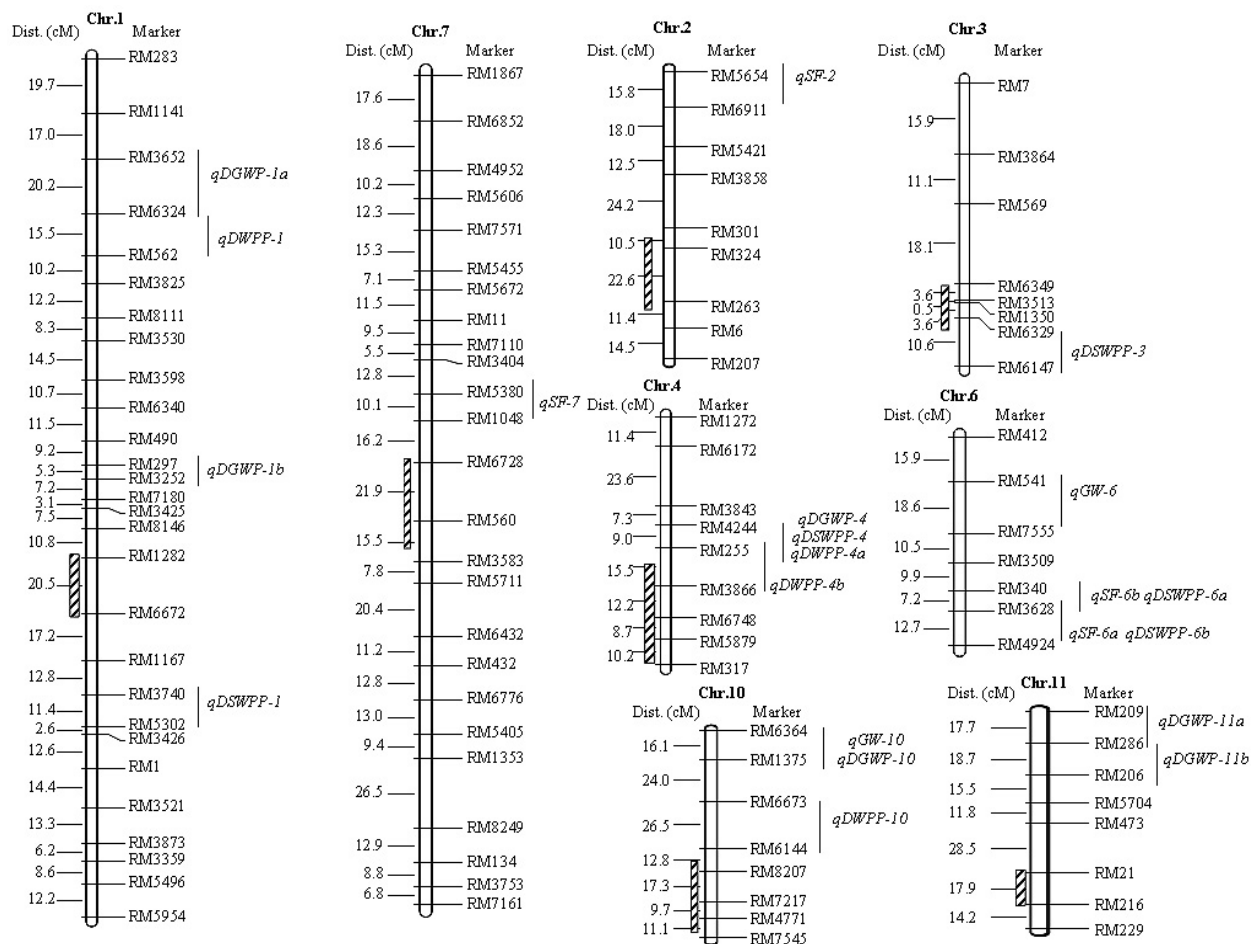 Chr.1
Dist. (cM) Marker
RM283
19.7
RM1141
17.0
RM3652
qDGWP-1a
20.2
RM6324
15.5
qDWPP-1
RM562
10.2
RM3825
12.2
RM8111
8.3
RM3530
14.5
RM3598
10.7
RM6340
11.5
RM490
9.2
RM297
qDGWP-1b
5.3
RM3252
7.2
RM7180
3.1
RM3425
7.5
RM8146
10.8
RM1282
20.5
RM6672
17.2
RM1167
12.8
RM3740
qDSWPP-1
11.4
RM5302
2.6
RM3426
12.6
RM1
14.4
RM3521
13.3
RM3873
6.2
RM3359
8.6
RM5496
12.2
RM5954
Chr.7
Dist. (cM) Marker
RM1867
17.6
RM6852
18.6
RM4952
10.2
RM5606
12.3
RM7571
15.3
RM5455
7.1
RM5672
11.5
RM11
9.5
RM7110
5.5
RM3404
12.8
RM5380
qSF-7
10.1
RM1048
16.2
RM6728
21.9
RM560
15.5
RM3583
7.8
RM5711
20.4
RM6432
11.2
RM432
12.8
RM6776
13.0
RM5405
9.4
RM1353
26.5
RM8249
12.9
RM134
8.8
RM3753
6.8
RM7161
Chr.2
Dist. (cM) Marker
RM5654
qSF-2
15.8
RM6911
18.0
RM5421
12.5
RM3858
24.2
RM301
10.5
RM324
22.6
RM263
11.4
RM6
14.5
RM207
Chr.3
Dist. (cM) Marker
RM7
15.9
RM3864
11.1
RM569
18.1
RM6349
3.6
RM3513
0.5
RM1350
3.6
RM6329
10.6
qDSWPP-3
RM6147
Chr.4
Dist. (cM) Marker
RM1272
11.4
RM6172
23.6
RM3843
7.3
qDGWP-4
RM4244
9.0
qDSWPP-4
RM255
qDWPP-4a
15.5
RM3866
qDWPP-4b
12.2
RM6748
8.7
RM5879
10.2
RM317
Chr.6
Dist. (cM) Marker
RM412
15.9
RM541
qGW-6
18.6
RM7555
10.5
RM3509
9.9
RM340
qSF-6b qDSWPP-6a
7.2
RM3628
12.7
qSF-6a qDSWPP-6b
RM4924
Chr.10
Dist. (cM) Marker
RM6364
qGW-10
16.1
RM1375
qDGWP-10
24.0
RM6673
qDWPP-10
26.5
RM6144
12.8
RM8207
17.3
RM7217
9.7
RM4771
11.1
RM7545
Chr.11
Dist. (cM) Marker
RM209
qDGWP-11a
17.7
RM286
qDGWP-11b
18.7
RM206
15.5
RM5704
11.8
RM473
28.5
RM21
17.9
RM216
14.2
RM229